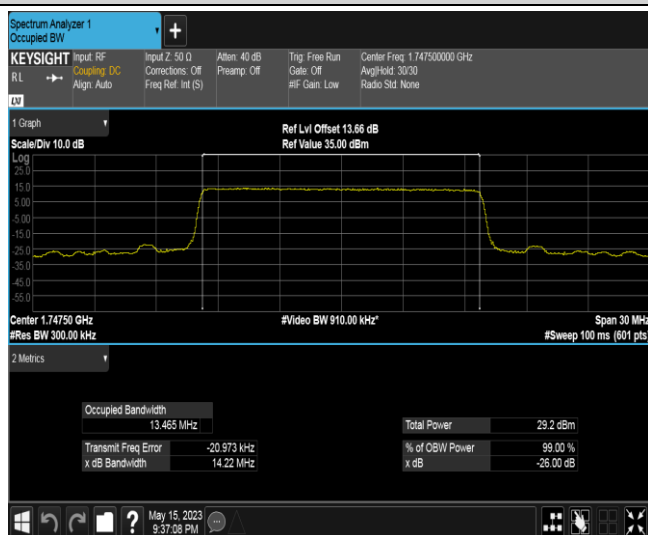 Spectrum Analyzer 1
Occupied BW
KEYSIGHT
R L
LXI
Input: RF
Coupling: DC
Align: Auto
Input Z: 50 Ω
Corrections: Off
Freq Ref: Int (S)
Atten: 40 dB
Preamp: Off
Trig: Free Run
Gate: Off
#IF Gain: Low
Center Freq: 1.747500000 GHz
Avg|Hold: 30/30
Radio Std: None
1 Graph
Scale/Div 10.0 dB
Ref Lvl Offset 13.66 dB
Ref Value 35.00 dBm
Log
25.0
15.0
5.00
-5.00
-15.0
-25.0
-35.0
-45.0
-55.0
Center 1.74750 GHz
#Res BW 300.00 kHz
#Video BW 910.00 kHz*
Span 30 MHz
#Sweep 100 ms (601 pts)
2 Metrics
Occupied Bandwidth
13.465 MHz
Transmit Freq Error -20.973 kHz
x dB Bandwidth 14.22 MHz
Total Power 29.2 dBm
% of OBW Power 99.00 %
x dB -26.00 dB
?
May 15, 2023
9:37:08 PM